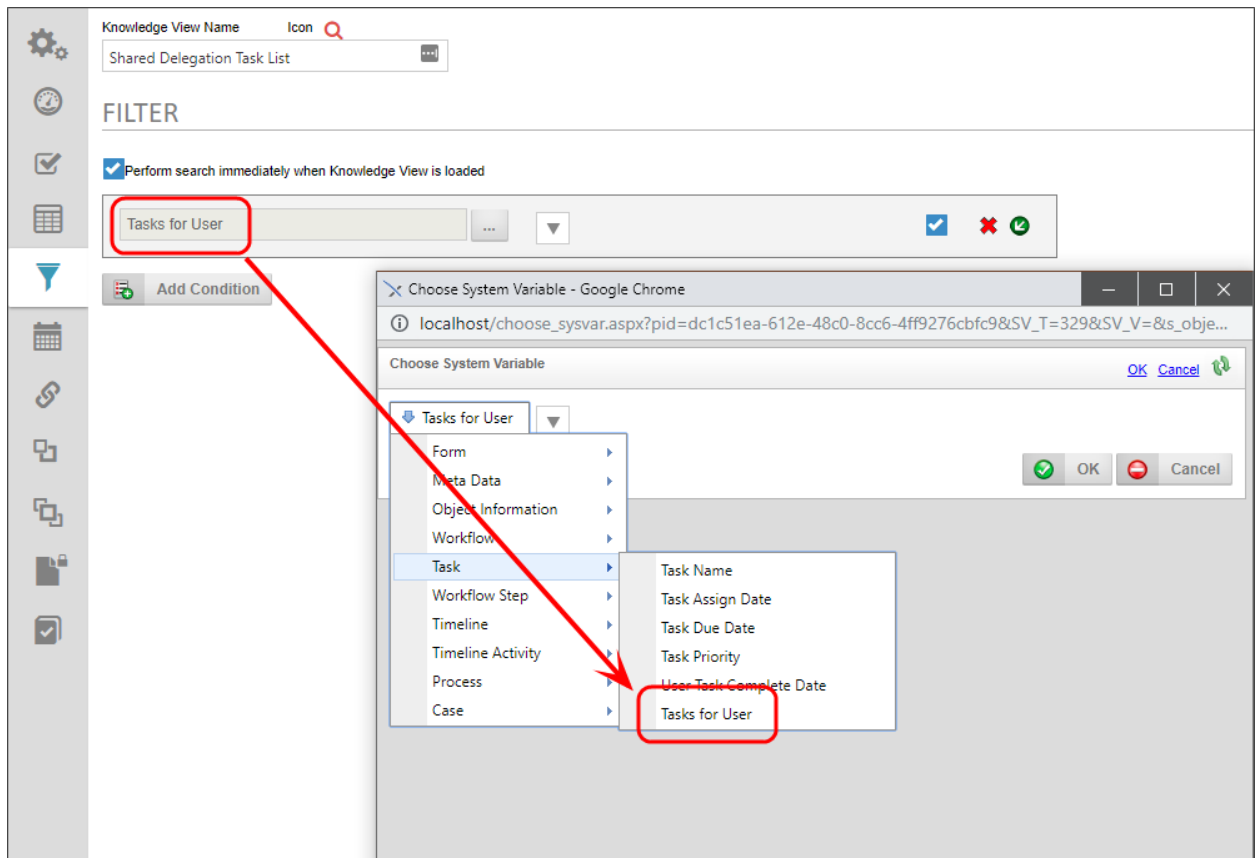 Knowledge View Name Icon
Shared Delegation Task List
FILTER
Perform search immediately when Knowledge View is loaded
Tasks for User
...
Add Condition
Choose System Variable - Google Chrome
localhost/choose_sysvar.aspx?pid=dc1c51ea-612e-48c0-8cc6-4ff9276cbfc9&SV_T=329&SV_V=&s_obje...
Choose System Variable
OK Cancel
Tasks for User
OK Cancel
Form
Meta Data
Object Information
Workflow
Task
Workflow Step
Timeline
Timeline Activity
Process
Case
Task Name
Task Assign Date
Task Due Date
Task Priority
User Task Complete Date
Tasks for User